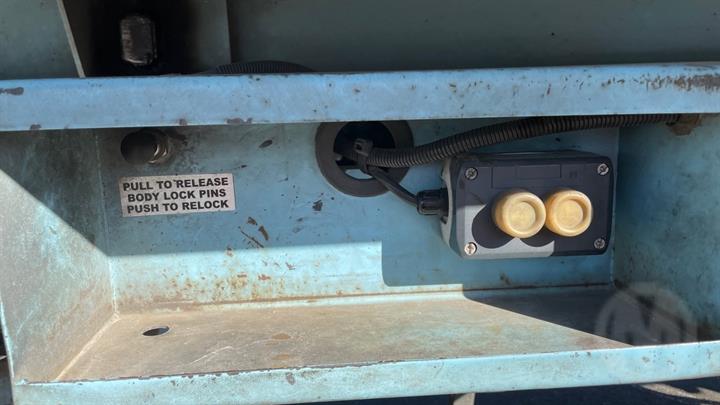 PULL TO RELEASE
BODY LOCK PINS
PUSH TO RELOCK